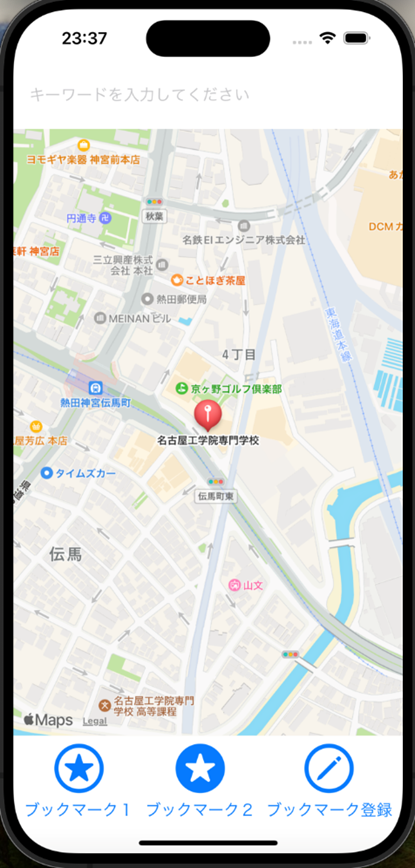 23:37
キーワードを入力してください
ヨモギヤ楽器 神宮前本店
円通寺
秋葉
名鉄EIエンジニア株式会社
DCMカ
軒 神宮店
三立興産株式
会社 本社
ことほぎ茶屋
熱田郵便局
MEINANビル
東海道本線
4丁目
京ヶ野ゴルフ倶楽部
熱田神宮伝馬町
名古屋工学院専門学校
屋芳広 本店
タイムズカー
県道
伝馬町東
伝馬
山文
名古屋工学院専門
学校 高等課程
Maps
Legal
ブックマーク1
ブックマーク2
ブックマーク登録